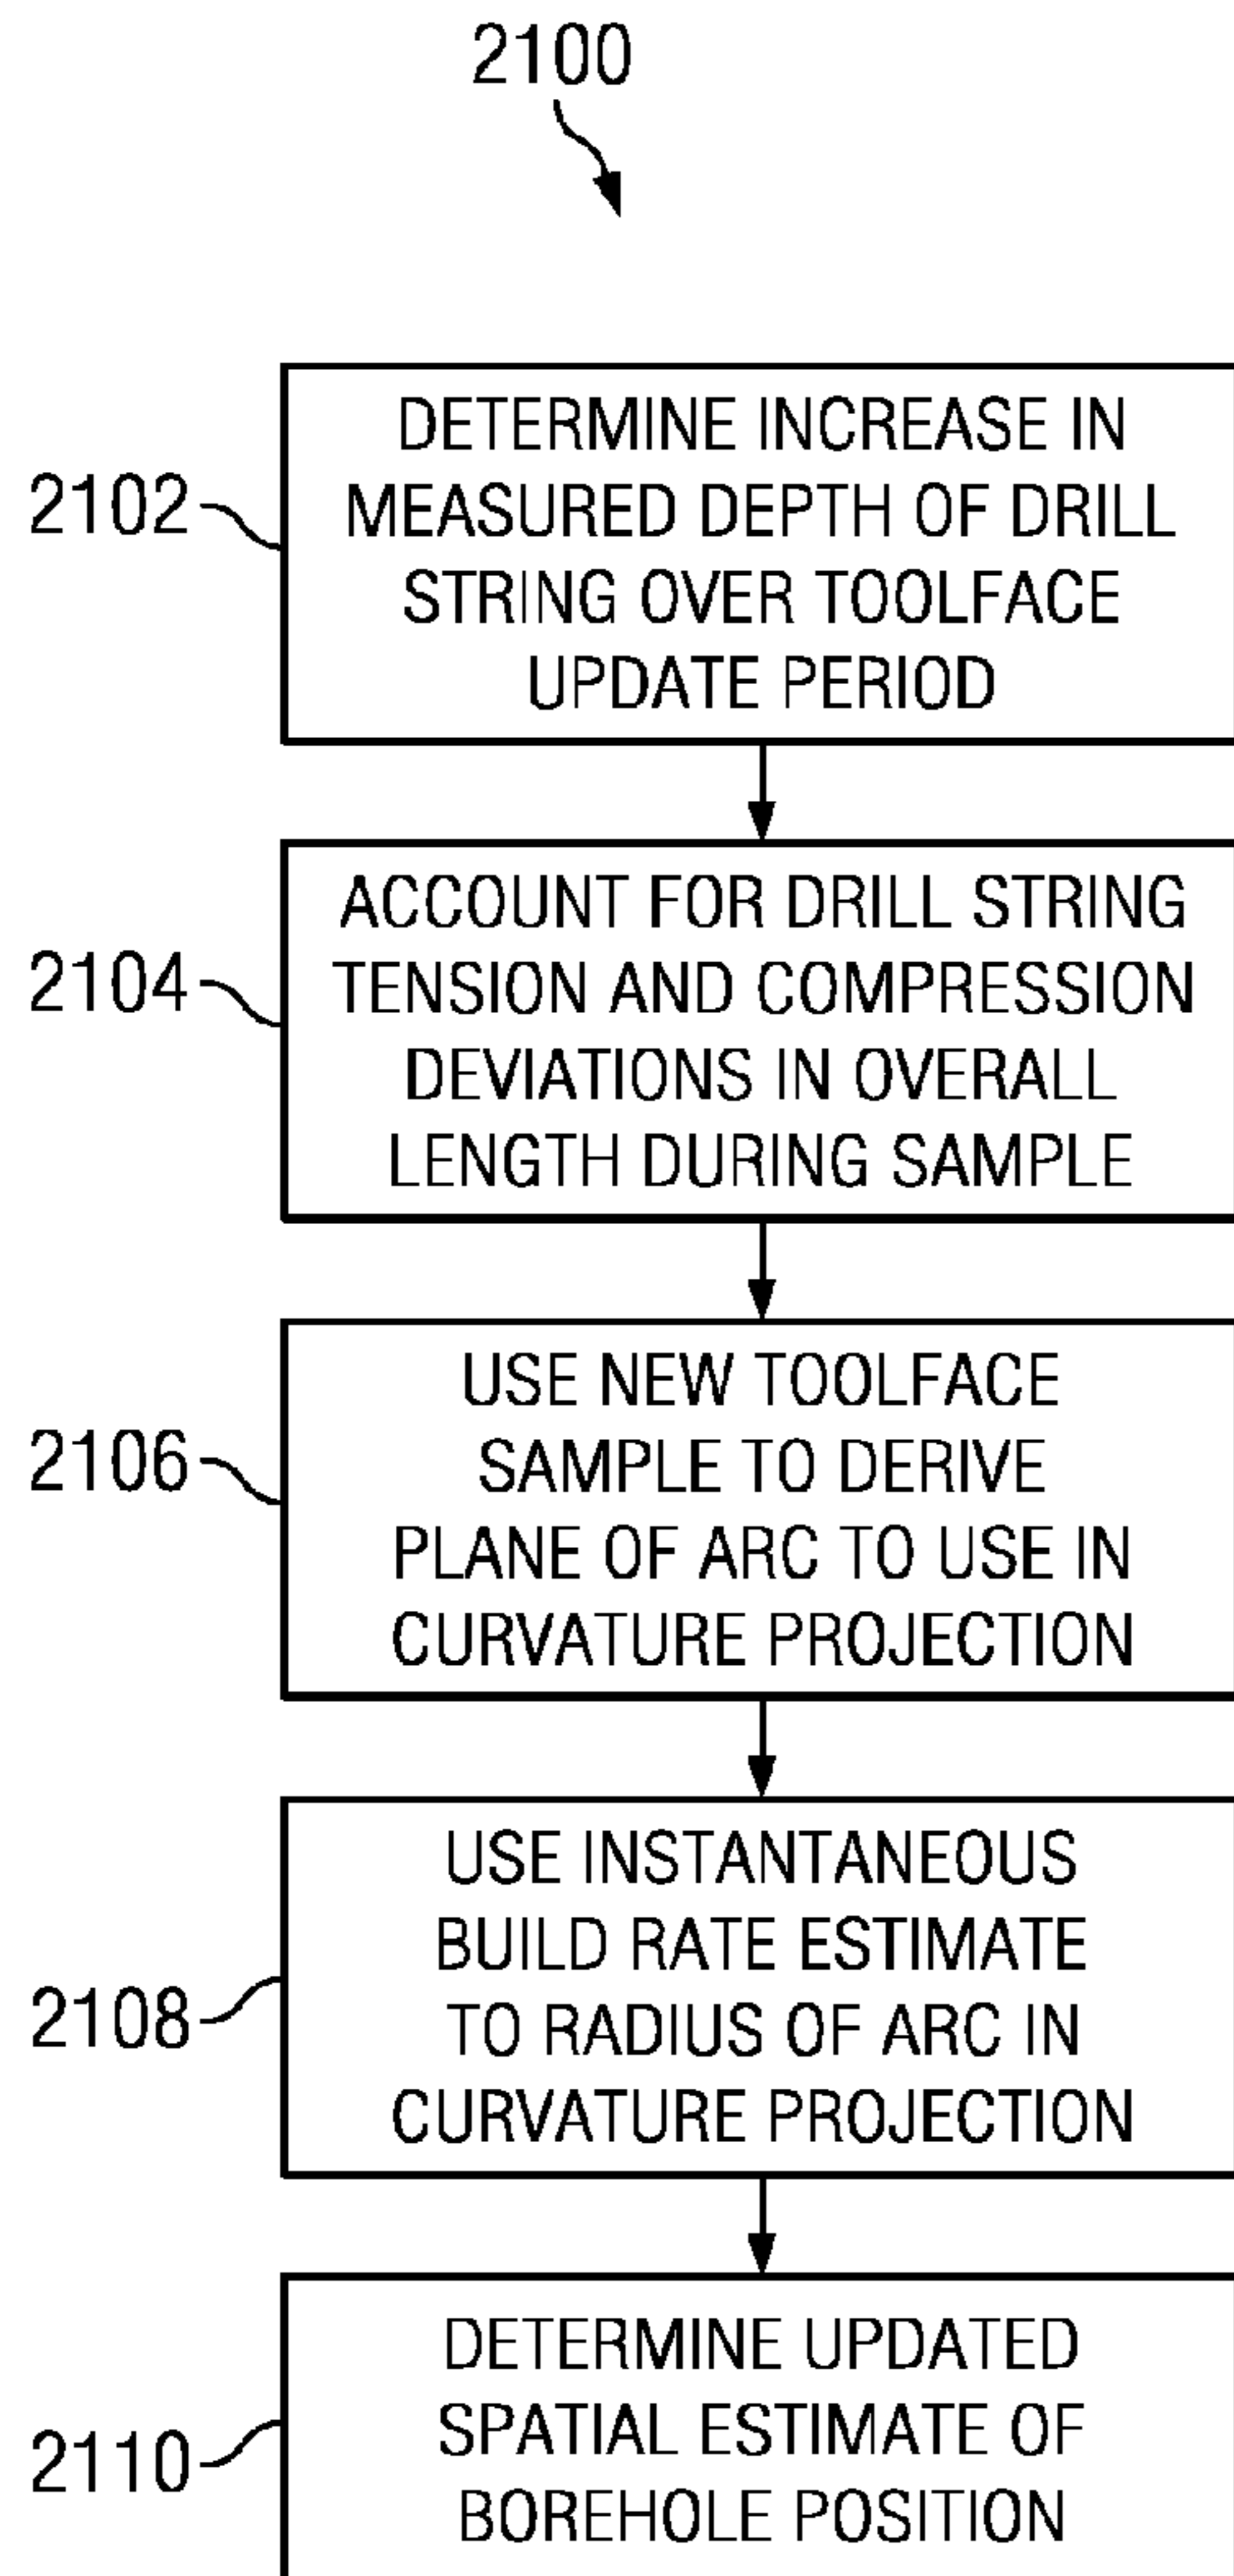 2100
2102
DETERMINE INCREASE IN
MEASURED DEPTH OF DRILL
STRING OVER TOOLFACE
UPDATE PERIOD
2104
ACCOUNT FOR DRILL STRING
TENSION AND COMPRESSION
DEVIATIONS IN OVERALL
LENGTH DURING SAMPLE
2106
USE NEW TOOLFACE
SAMPLE TO DERIVE
PLANE OF ARC TO USE IN
CURVATURE PROJECTION
2108
USE INSTANTANEOUS
BUILD RATE ESTIMATE
TO RADIUS OF ARC IN
CURVATURE PROJECTION
2110
DETERMINE UPDATED
SPATIAL ESTIMATE OF
BOREHOLE POSITION